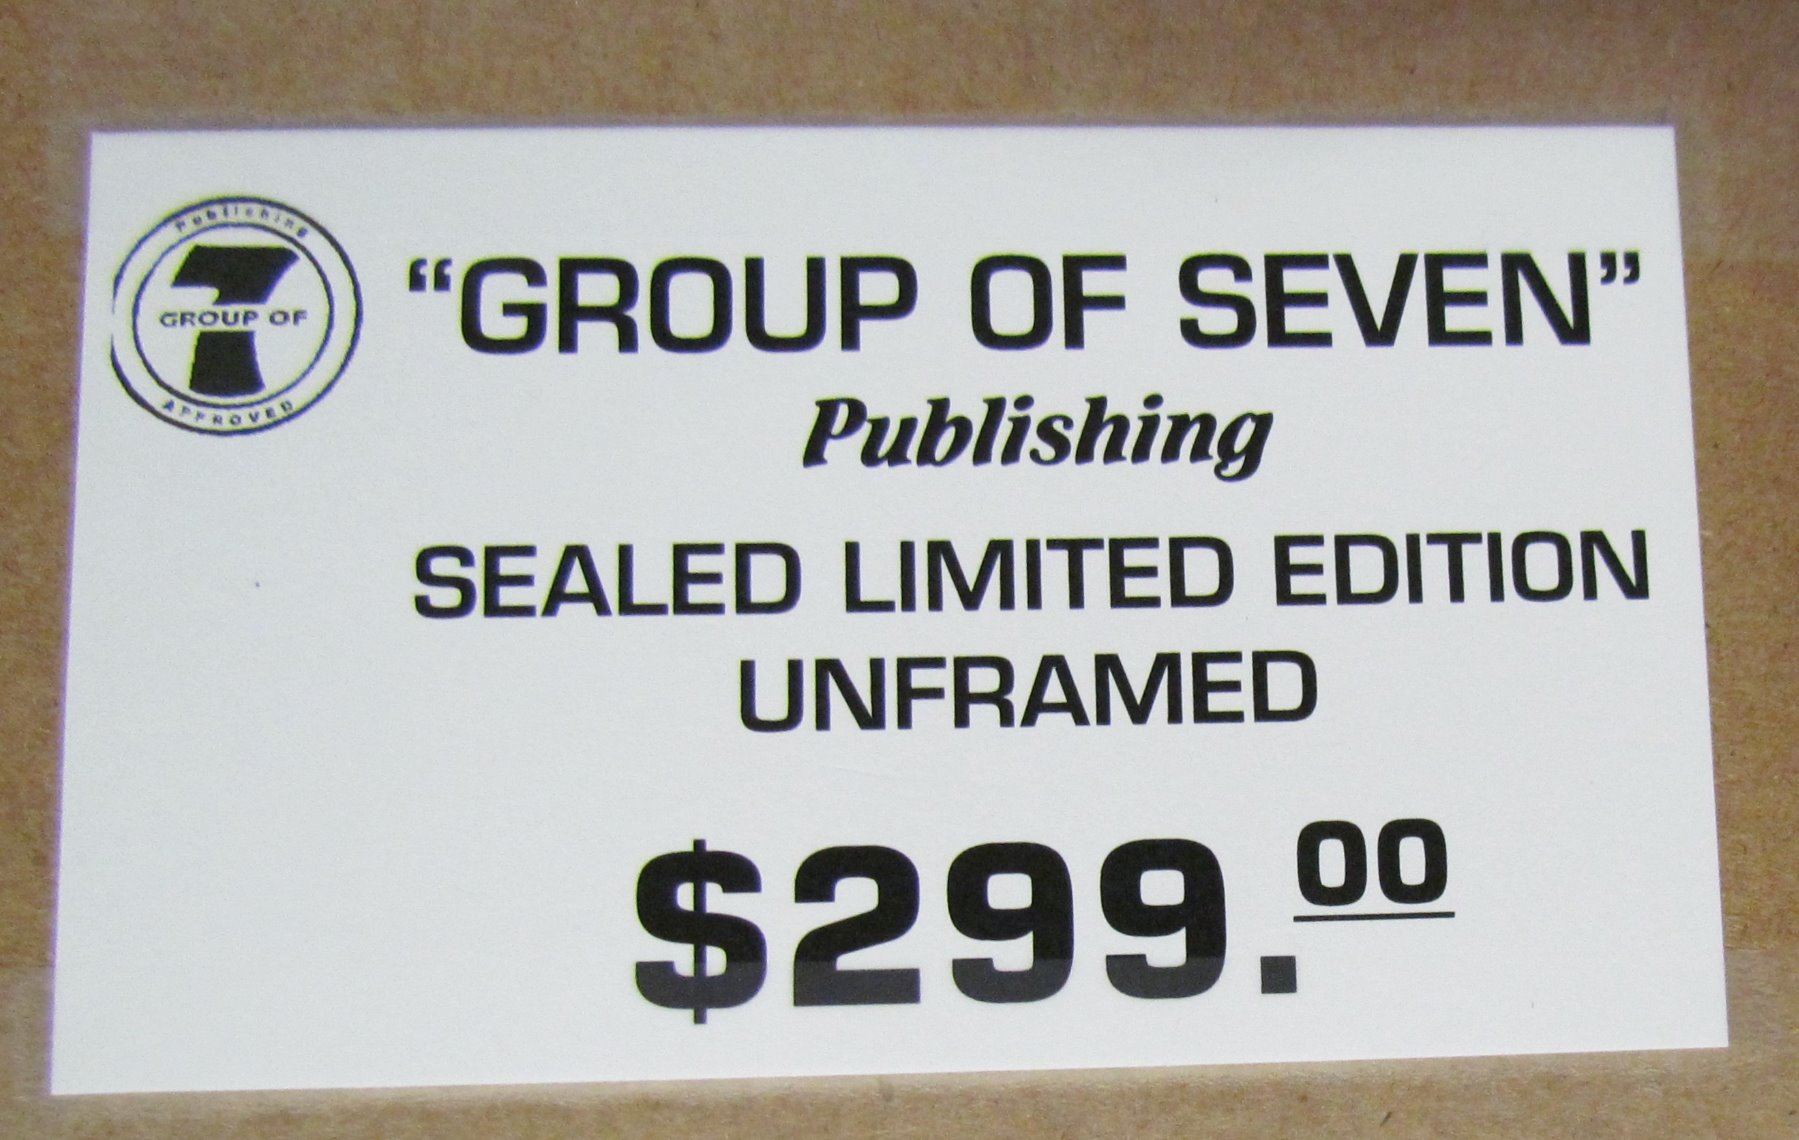 Publishing
7
GROUP OF
APPROVED
“GROUP OF SEVEN”
Publishing
SEALED LIMITED EDITION
UNFRAMED
$299.00